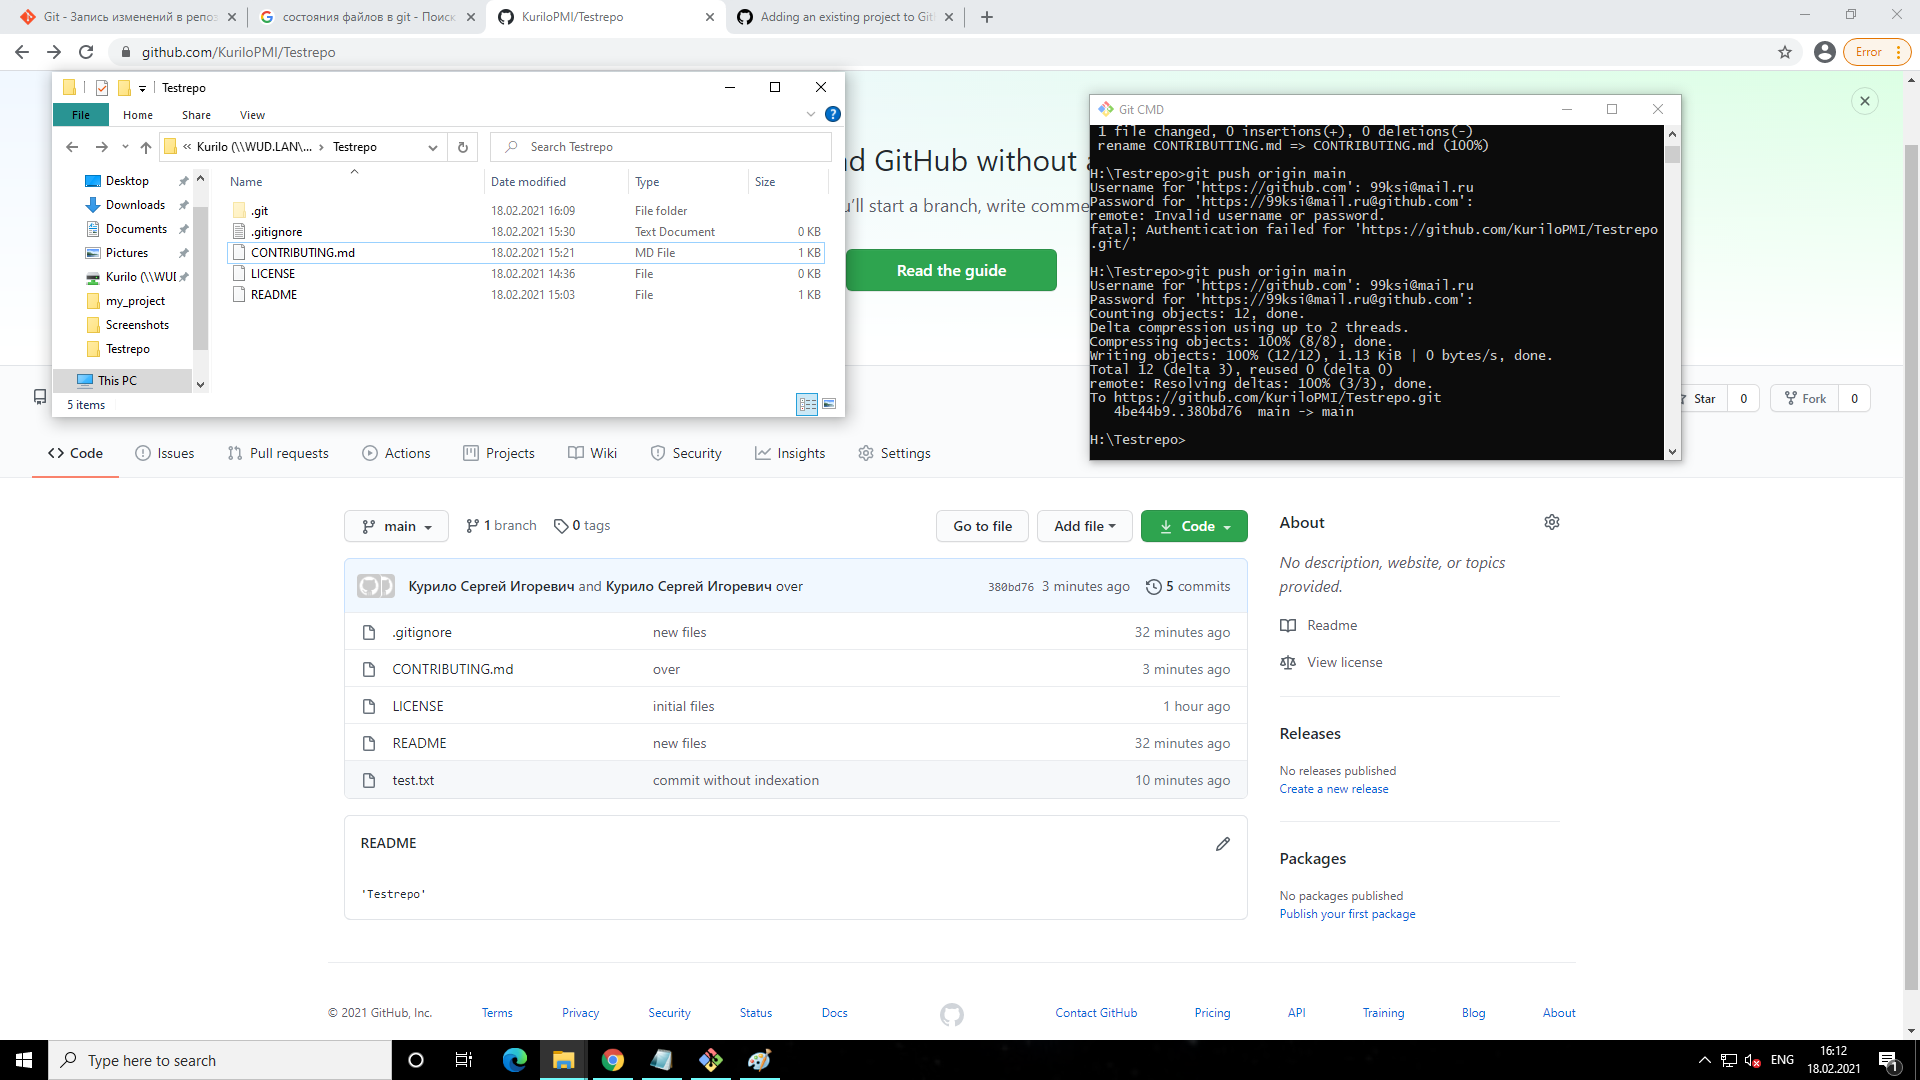 Git - Запись изменений в репоз
состояния файлов в git - Поиск
KuriloPMI/Testrepo
Adding an existing project to GitH
github.com/KuriloPMI/Testrepo
Error
Testrepo
File
Home
Share
View
Kurilo (\\WUD.LAN\... > Testrepo
Search Testrepo
Desktop
Downloads
Documents
Pictures
Kurilo (\\WUD
my_project
Screenshots
Testrepo
This PC
Name Date modified Type Size
.git 18.02.2021 16:09 File folder
.gitignore 18.02.2021 15:30 Text Document 0 KB
CONTRIBUTING.md 18.02.2021 15:21 MD File 1 KB
LICENSE 18.02.2021 14:36 File 0 KB
README 18.02.2021 15:03 File 1 KB
5 items
GitHub without
u'll start a branch, write comme
Read the guide
Git CMD
1 file changed, 0 insertions(+), 0 deletions(-)
rename CONTRIBUTTING.md => CONTRIBUTING.md (100%)
H:\Testrepo>git push origin main
Username for 'https://github.com': 99ksi@mail.ru
Password for 'https://99ksi@mail.ru@github.com':
remote: Invalid username or password.
fatal: Authentication failed for 'https://github.com/KuriloPMI/Testrepo
.git/'
H:\Testrepo>git push origin main
Username for 'https://github.com': 99ksi@mail.ru
Password for 'https://99ksi@mail.ru@github.com':
Counting objects: 12, done.
Delta compression using up to 2 threads.
Compressing objects: 100% (8/8), done.
Writing objects: 100% (12/12), 1.13 KiB | 0 bytes/s, done.
Total 12 (delta 3), reused 0 (delta 0)
remote: Resolving deltas: 100% (3/3), done.
To https://github.com/KuriloPMI/Testrepo.git
4be44b9..380bd76 main -> main
H:\Testrepo>
Star 0
Fork 0
Code
Issues
Pull requests
Actions
Projects
Wiki
Security
Insights
Settings
main
1 branch
0 tags
Go to file
Add file
Code
Курило Сергей Игоревич and Курило Сергей Игоревич over 380bd76 3 minutes ago 5 commits
.gitignore new files 32 minutes ago
CONTRIBUTING.md over 3 minutes ago
LICENSE initial files 1 hour ago
README new files 32 minutes ago
test.txt commit without indexation 10 minutes ago
README
'Testrepo'
About
No description, website, or topics
provided.
Readme
View license
Releases
No releases published
Create a new release
Packages
No packages published
Publish your first package
© 2021 GitHub, Inc.
Terms
Privacy
Security
Status
Docs
Contact GitHub
Pricing
API
Training
Blog
About
Type here to search
ENG
16:12
18.02.2021
1